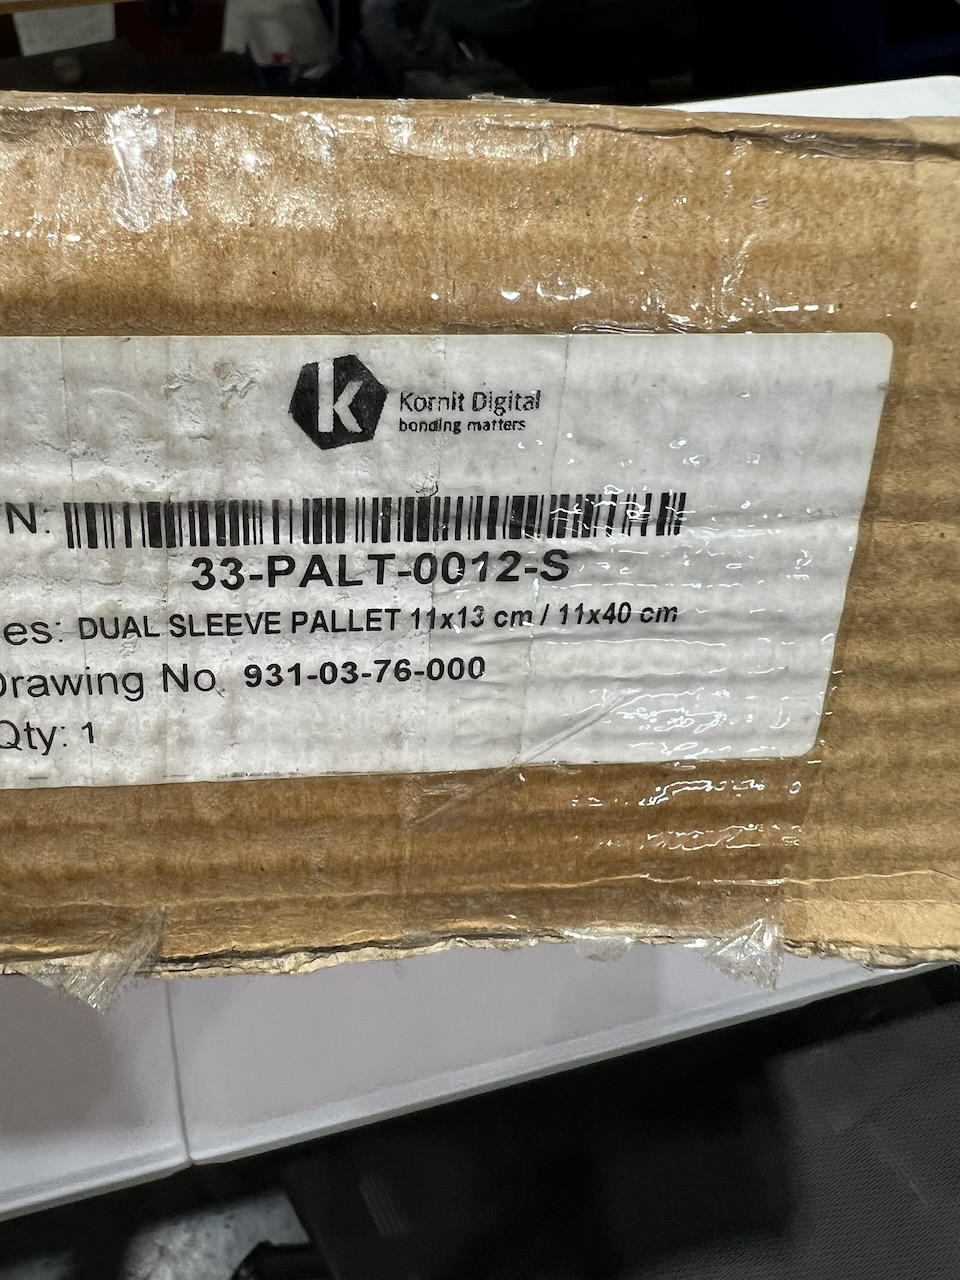 k
Kornit Digital
bonding matters
N:
33-PALT-0012-S
es: DUAL SLEEVE PALLET 11x13 cm / 11x40 cm
Drawing No 931-03-76-000
Qty: 1